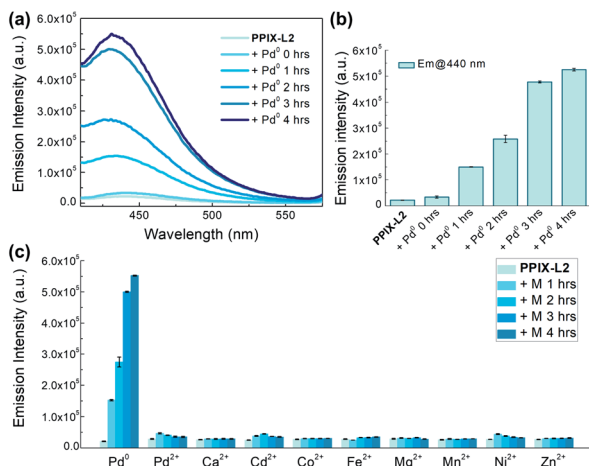 (a)
Emission Intensity (a.u.)
6.0x10⁵
5.0x10⁵
4.0x10⁵
3.0x10⁵
2.0x10⁵
1.0x10⁵
0.0
PPIX-L2
+ Pd⁰ 0 hrs
+ Pd⁰ 1 hrs
+ Pd⁰ 2 hrs
+ Pd⁰ 3 hrs
+ Pd⁰ 4 hrs
450 500 550
Wavelength (nm)
(b)
Emission intensity (a.u.)
6x10⁵
5x10⁵
4x10⁵
3x10⁵
2x10⁵
1x10⁵
0
Em@440 nm
PPIX-L2
+ Pd⁰ 0 hrs
+ Pd⁰ 1 hrs
+ Pd⁰ 2 hrs
+ Pd⁰ 3 hrs
+ Pd⁰ 4 hrs
(c)
Emission Intensity (a.u.)
6.0x10⁵
5.0x10⁵
4.0x10⁵
3.0x10⁵
2.0x10⁵
1.0x10⁵
0.0
PPIX-L2
+ M 1 hrs
+ M 2 hrs
+ M 3 hrs
+ M 4 hrs
Pd⁰ Pd²⁺ Ca²⁺ Cd²⁺ Co²⁺ Fe²⁺ Mg²⁺ Mn²⁺ Ni²⁺ Zn²⁺